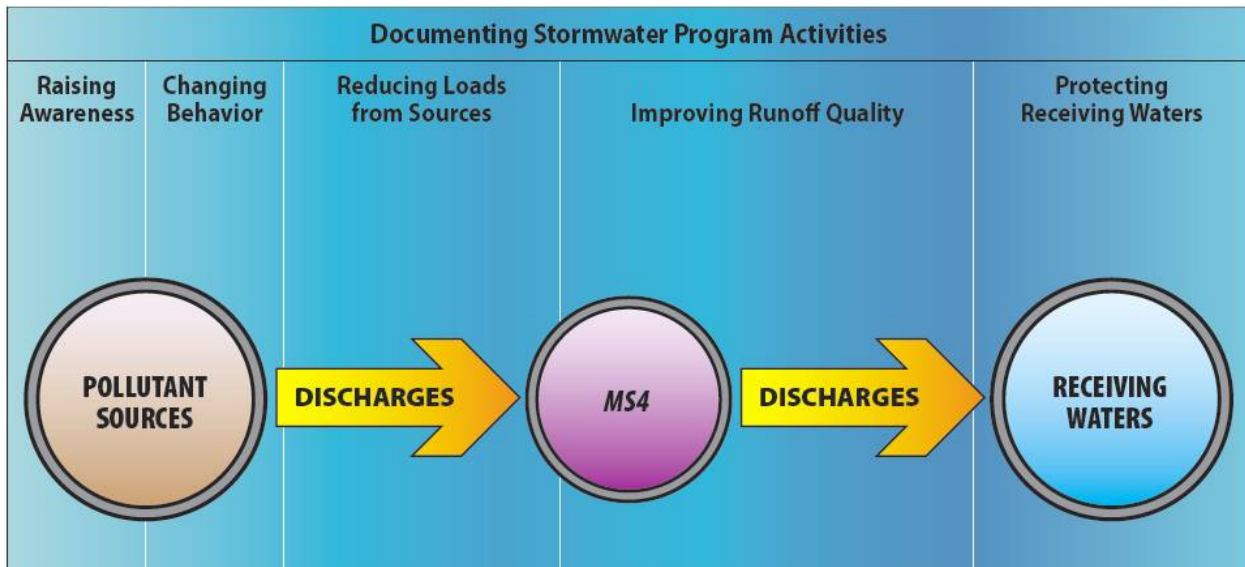 Documenting Stormwater Program Activities
Raising
Awareness
Changing
Behavior
Reducing Loads
from Sources
Improving Runoff Quality
Protecting
Receiving Waters
POLLUTANT
SOURCES
DISCHARGES
MS4
DISCHARGES
RECEIVING
WATERS